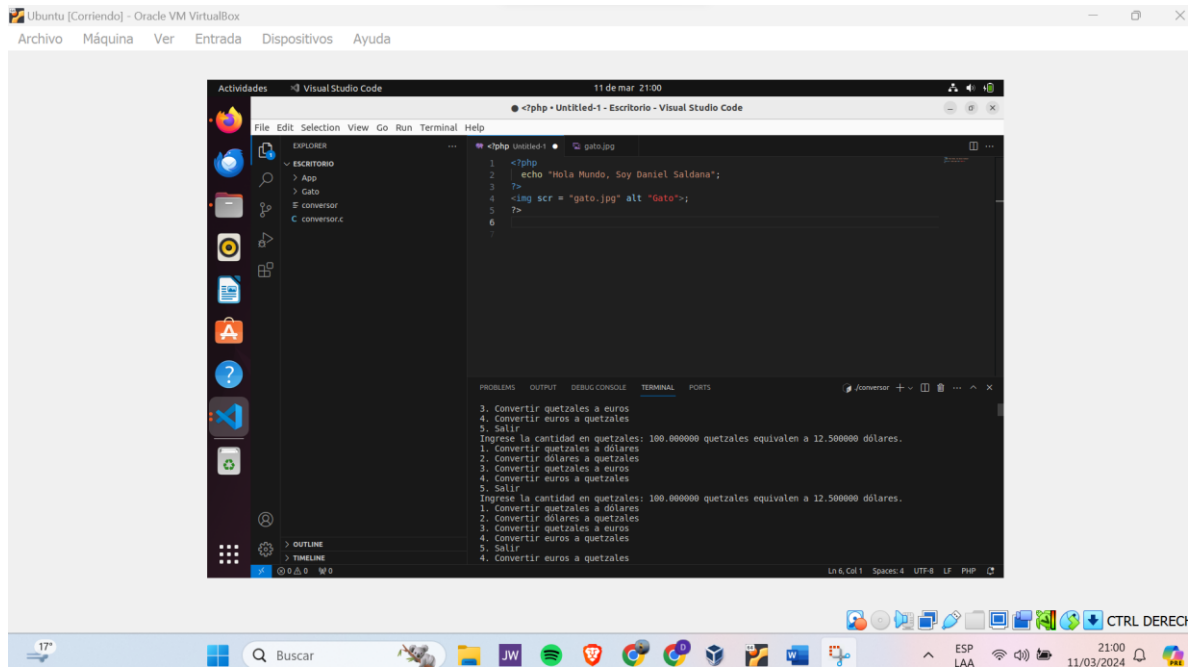 Ubuntu [Corriendo] - Oracle VM VirtualBox
Archivo Máquina Ver Entrada Dispositivos Ayuda
Actividades Visual Studio Code 11 de mar 21:00
<?php • Untitled-1 - Escritorio - Visual Studio Code
File Edit Selection View Go Run Terminal Help
EXPLORER ... <?php Untitled-1 gato.jpg
ESCRITORIO
App
Gato
conversor
C conversor.c
1 <?php
2 echo "Hola Mundo, Soy Daniel Saldana";
3 ?>
4 <img scr = "gato.jpg" alt "Gato">;
5 ?>
6
7
PROBLEMS OUTPUT DEBUG CONSOLE TERMINAL PORTS ./conversor
3. Convertir quetzales a euros
4. Convertir euros a quetzales
5. Salir
Ingrese la cantidad en quetzales: 100.000000 quetzales equivalen a 12.500000 dólares.
1. Convertir quetzales a dólares
2. Convertir dólares a quetzales
3. Convertir quetzales a euros
4. Convertir euros a quetzales
5. Salir
Ingrese la cantidad en quetzales: 100.000000 quetzales equivalen a 12.500000 dólares.
1. Convertir quetzales a dólares
2. Convertir dólares a quetzales
3. Convertir quetzales a euros
4. Convertir euros a quetzales
5. Salir
4. Convertir euros a quetzales
OUTLINE
TIMELINE
0 0 0 Ln 6, Col 1 Spaces: 4 UTF-8 LF PHP
CTRL DERECH
17°
Buscar
JW
W
ESP
LAA
21:00
11/03/2024
PRE